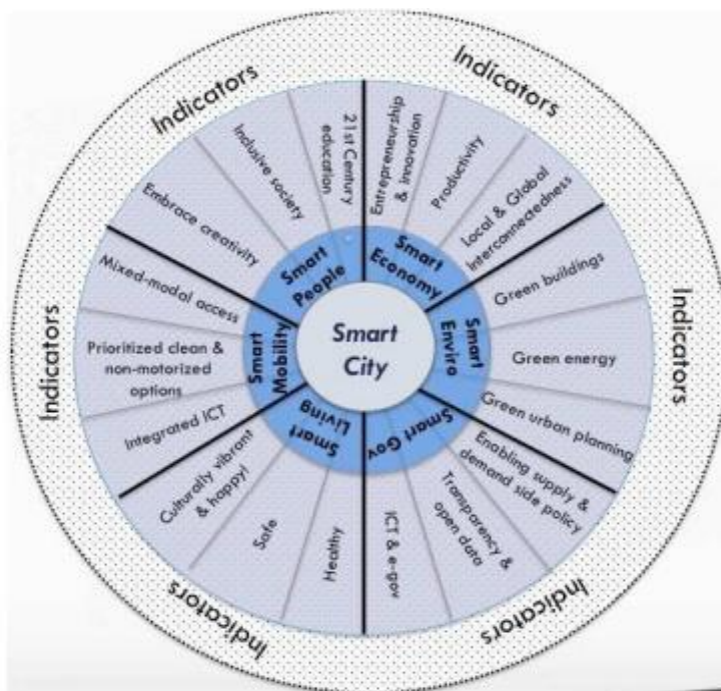 Smart
City
Smart
People
21st Century
education
Inclusive society
Embrace creativity
Smart
Economy
Entrepreneurship
& innovation
Productivity
Local & Global
Interconnectedness
Smart
Enviro
Green buildings
Green energy
Green urban planning
Smart Gov
Enabling supply &
demand side policy
Transparency &
open data
ICT & e-gov
Smart
Living
Healthy
Safe
Culturally vibrant
& happy!
Smart
Mobility
Integrated ICT
Prioritized clean &
non-motorized
options
Mixed-modal access
Indicators
Indicators
Indicators
Indicators
Indicators
Indicators